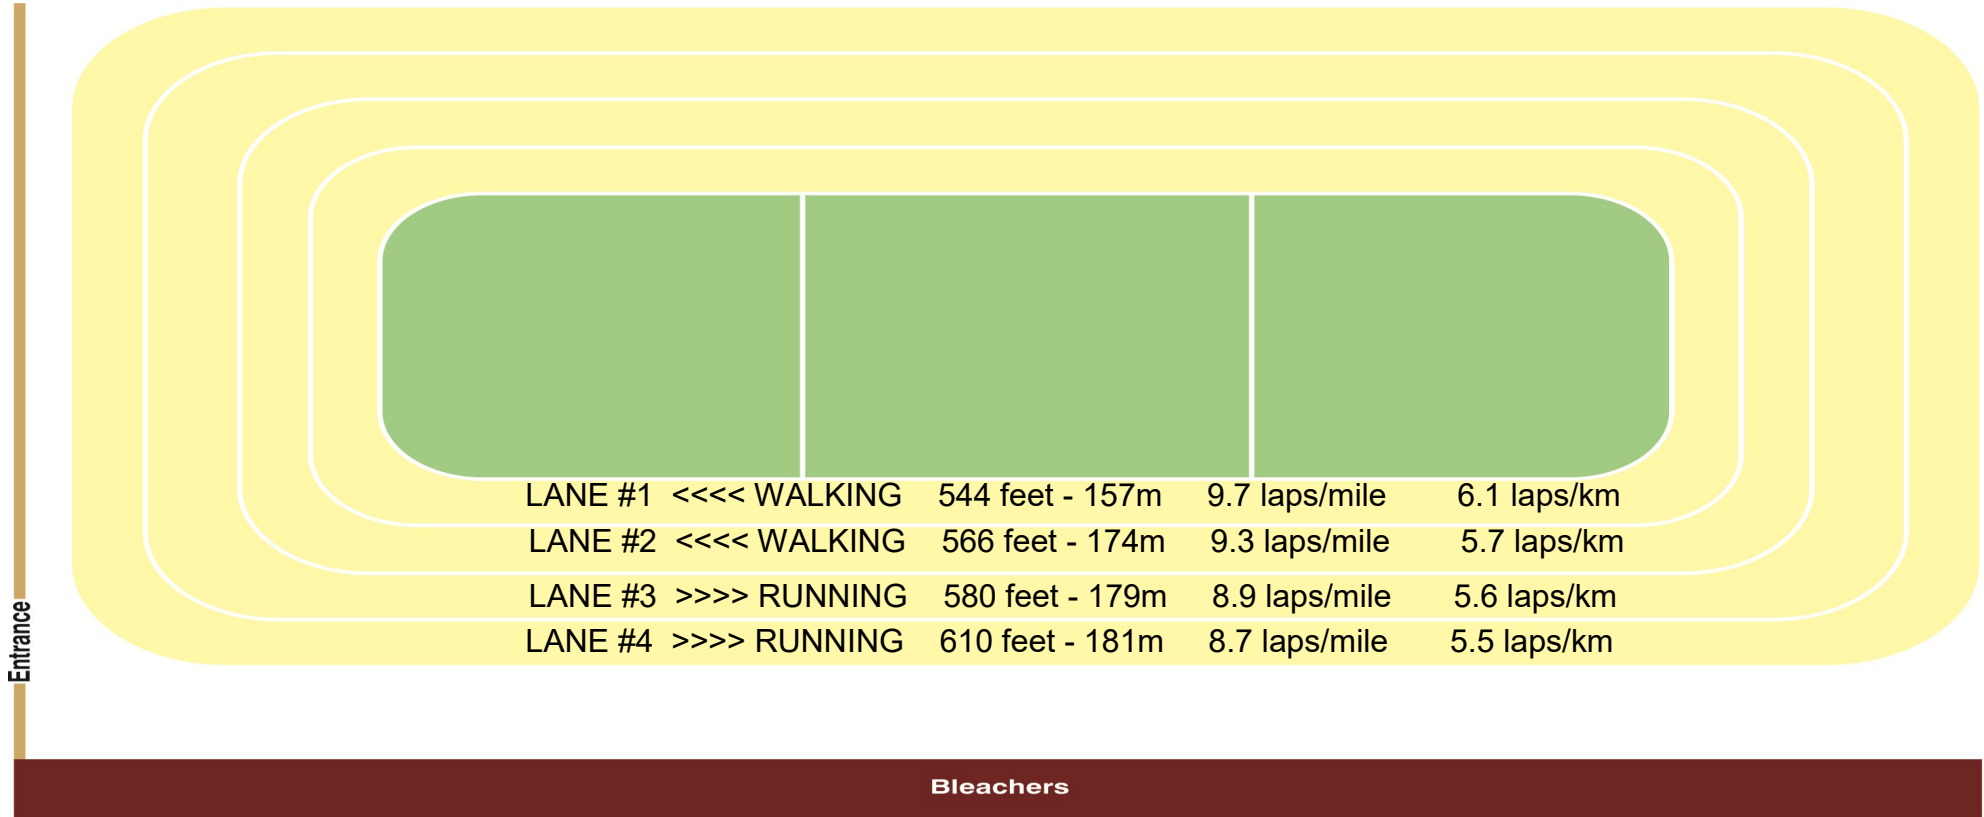 LANE #1 <<<< WALKING 544 feet - 157m 9.7 laps/mile 6.1 laps/km
LANE #2 <<<< WALKING 566 feet - 174m 9.3 laps/mile 5.7 laps/km
LANE #3 >>>> RUNNING 580 feet - 179m 8.9 laps/mile 5.6 laps/km
LANE #4 >>>> RUNNING 610 feet - 181m 8.7 laps/mile 5.5 laps/km
Entrance
Bleachers